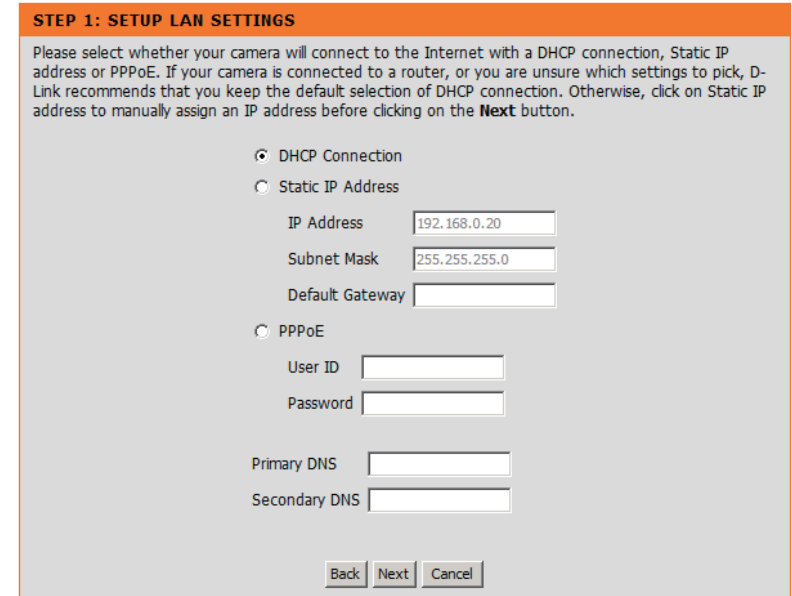 STEP 1: SETUP LAN SETTINGS
Please select whether your camera will connect to the Internet with a DHCP connection, Static IP
address or PPPoE. If your camera is connected to a router, or you are unsure which settings to pick, D-
Link recommends that you keep the default selection of DHCP connection. Otherwise, click on Static IP
address to manually assign an IP address before clicking on the Next button.
DHCP Connection
Static IP Address
IP Address 192.168.0.20
Subnet Mask 255.255.255.0
Default Gateway
PPPoE
User ID
Password
Primary DNS
Secondary DNS
Back Next Cancel